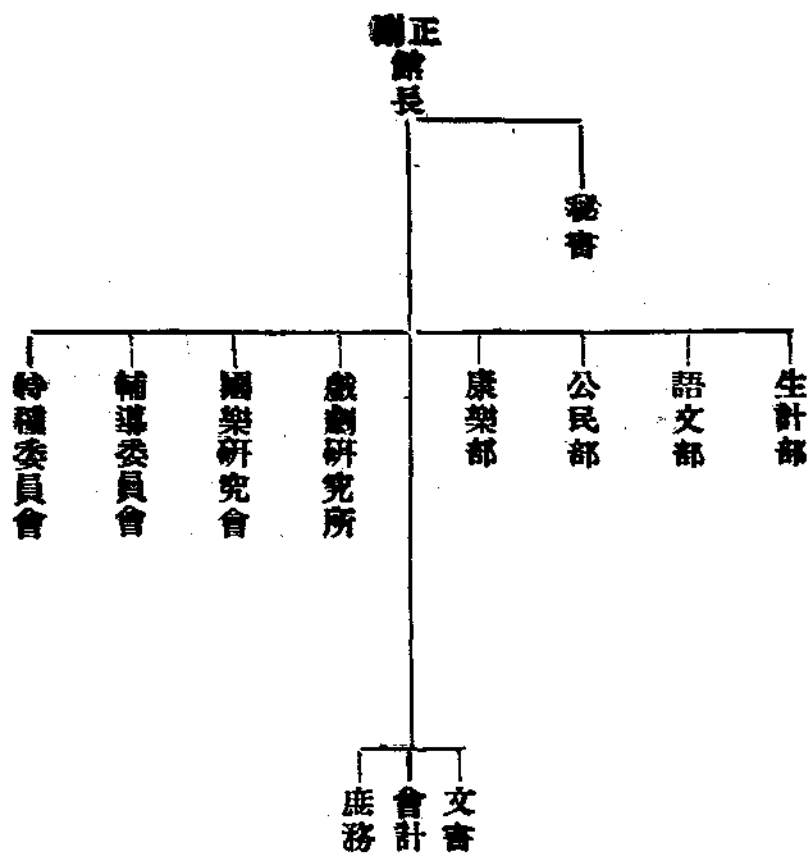 正副館長
秘書
生計部
語文部
公民部
康樂部
戲劇研究所
國樂研究會
輔導委員會
特種委員會
文書
會計
庶務